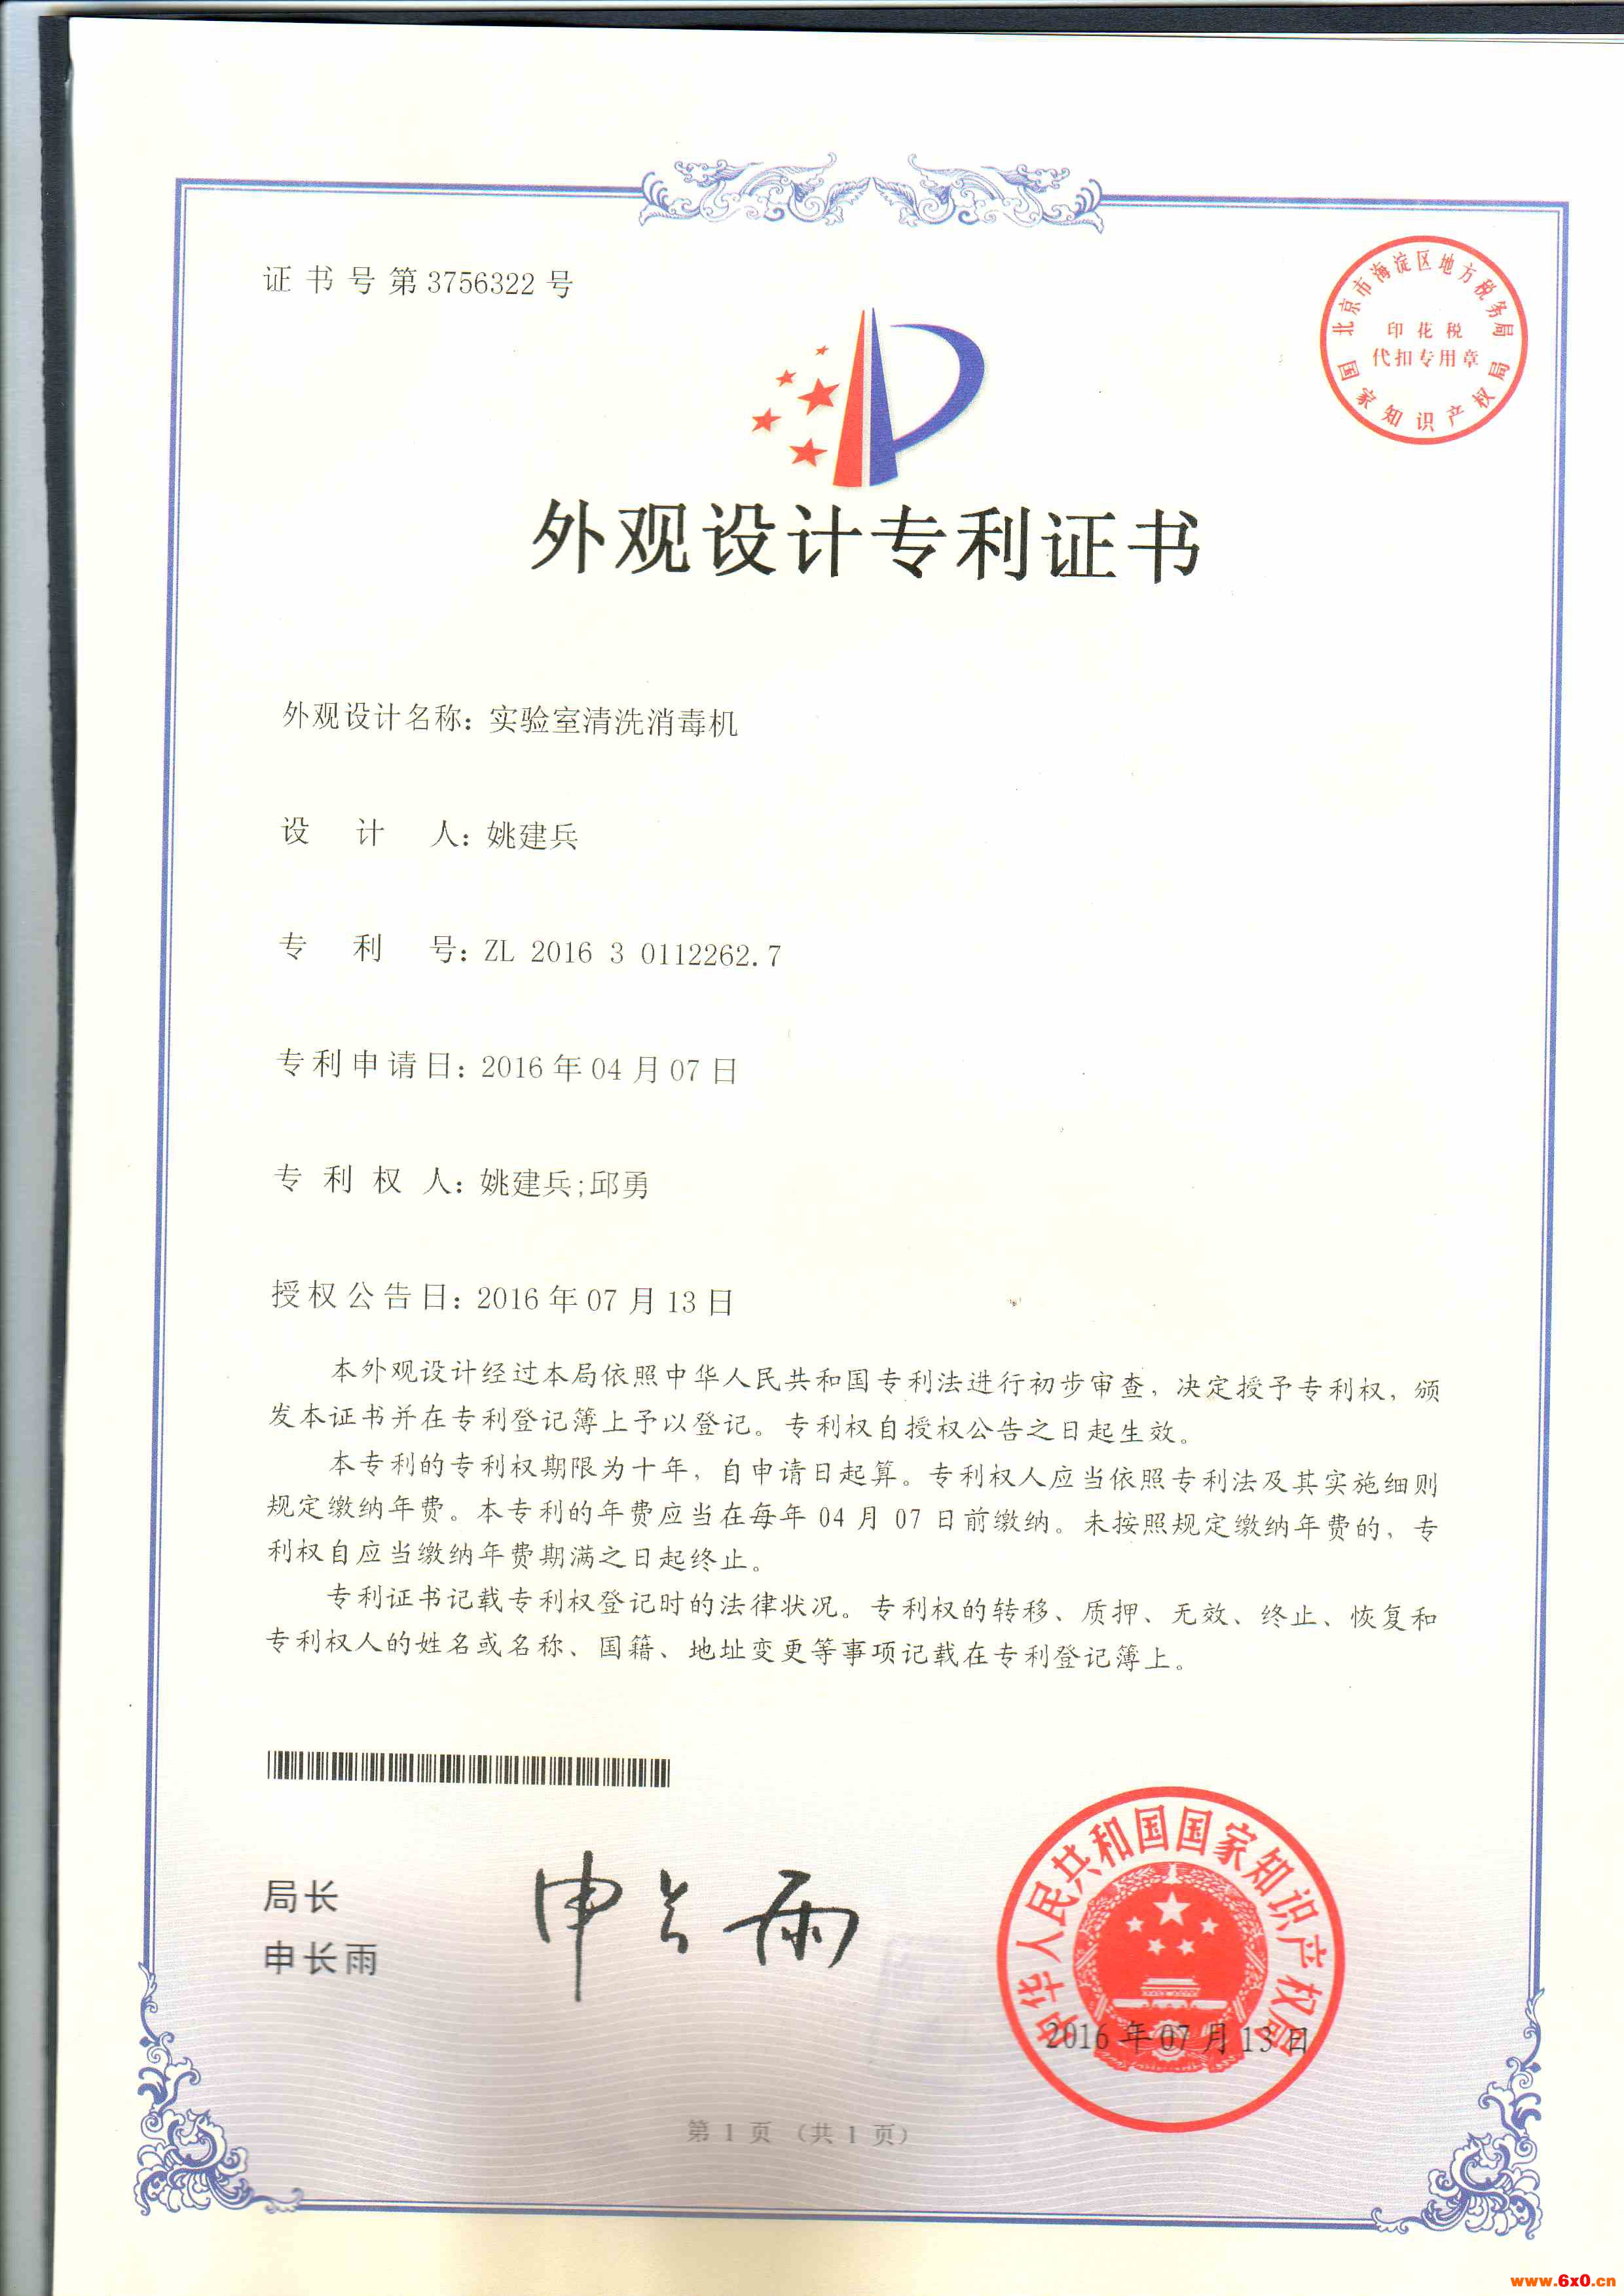 证书号第3756322号
北京市海淀区地方税务局
印花税
代扣专用章
国家知识产权局
外观设计专利证书
外观设计名称：实验室清洗消毒机
设计人：姚建兵
专利号：ZL 2016 3 0112262.7
专利申请日：2016年04月07日
专利权人：姚建兵;邱勇
授权公告日：2016年07月13日
本外观设计经过本局依照中华人民共和国专利法进行初步审查，决定授予专利权，颁
发本证书并在专利登记簿上予以登记。专利权自授权公告之日起生效。
本专利的专利权期限为十年，自申请日起算。专利权人应当依照专利法及其实施细则
规定缴纳年费。本专利的年费应当在每年04月07日前缴纳。未按照规定缴纳年费的，专
利权自应当缴纳年费期满之日起终止。
专利证书记载专利权登记时的法律状况。专利权的转移、质押、无效、终止、恢复和
专利权人的姓名或名称、国籍、地址变更等事项记载在专利登记簿上。
局长
申长雨
申长雨
中华人民共和国国家知识产权局
2016年07月13日
第1页（共1页）
www.6x0.cn